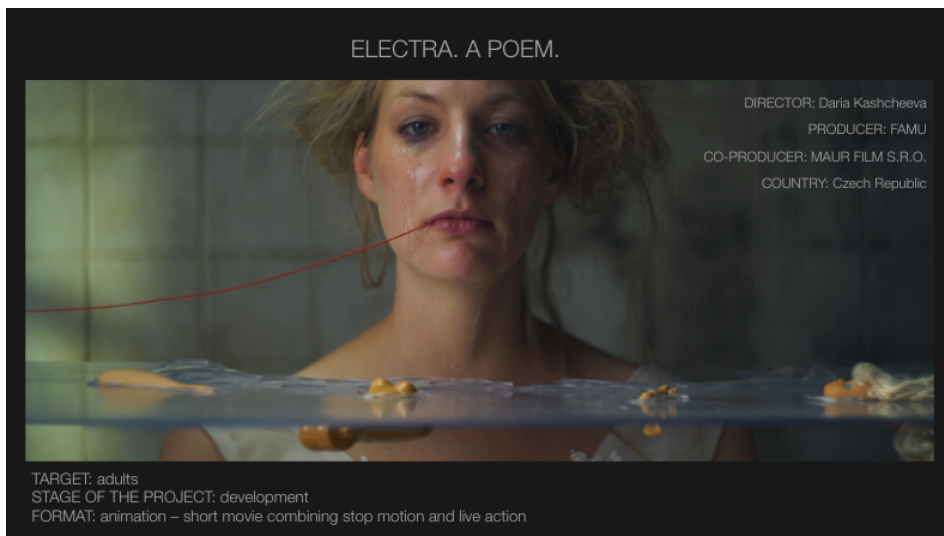 ELECTRA. A POEM.
DIRECTOR: Daria Kashcheeva
PRODUCER: FAMU
CO-PRODUCER: MAUR FILM S.R.O.
COUNTRY: Czech Republic
TARGET: adults
STAGE OF THE PROJECT: development
FORMAT: animation – short movie combining stop motion and live action